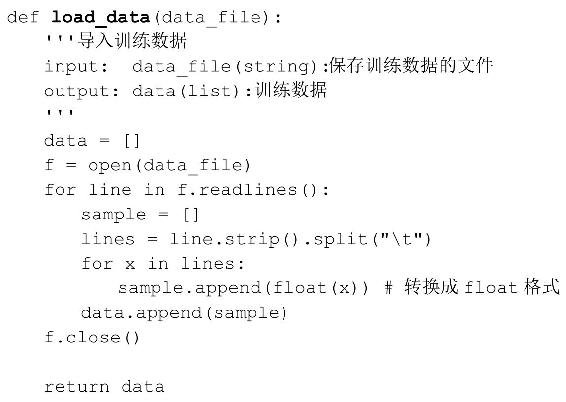 def load_data(data_file):
    '''导入训练数据
    input:  data_file(string):保存训练数据的文件
    output: data(list):训练数据
    '''
    data = []
    f = open(data_file)
    for line in f.readlines():
        sample = []
        lines = line.strip().split("\t")
        for x in lines:
            sample.append(float(x)) # 转换成 float 格式
        data.append(sample)
    f.close()

    return data